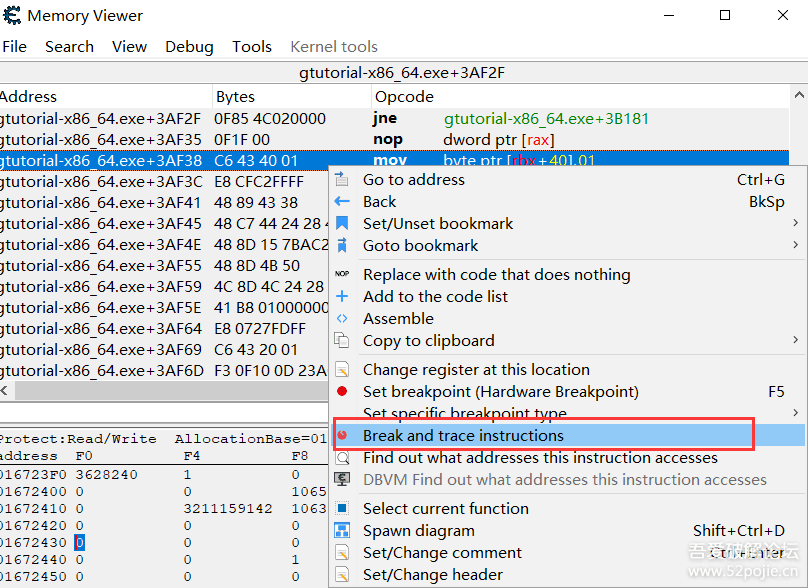 Memory Viewer
File Search View Debug Tools Kernel tools
gtutorial-x86_64.exe+3AF2F
Address Bytes Opcode
gtutorial-x86_64.exe+3AF2F 0F85 4C020000 jne gtutorial-x86_64.exe+3B181
gtutorial-x86_64.exe+3AF35 0F1F 00 nop dword ptr [rax]
gtutorial-x86_64.exe+3AF38 C6 43 40 01 mov byte ptr [rbx+40],01
gtutorial-x86_64.exe+3AF3C E8 CFC2FFFF
gtutorial-x86_64.exe+3AF41 48 89 43 38
gtutorial-x86_64.exe+3AF45 48 C7 44 24 28
gtutorial-x86_64.exe+3AF4E 48 8D 15 7BAC2
gtutorial-x86_64.exe+3AF55 48 8D 4B 50
gtutorial-x86_64.exe+3AF59 4C 8D 4C 24 28
gtutorial-x86_64.exe+3AF5E 41 B8 01000000
gtutorial-x86_64.exe+3AF64 E8 0727FDFF
gtutorial-x86_64.exe+3AF69 C6 43 20 01
gtutorial-x86_64.exe+3AF6D F3 0F10 0D 23A
Go to address Ctrl+G
Back BkSp
Set/Unset bookmark
Goto bookmark
NOP Replace with code that does nothing
Add to the code list
Assemble
Copy to clipboard
Change register at this location
Set breakpoint (Hardware Breakpoint) F5
Set specific breakpoint type
Break and trace instructions
Find out what addresses this instruction accesses
DBVM Find out what addresses this instruction accesses
Select current function
Spawn diagram Shift+Ctrl+D
Set/Change comment Ctrl+Enter
Set/Change header
Protect:Read/Write AllocationBase=01
address F0 F4 F8
016723F0 3628240 1 0
01672400 0 0 1065
01672410 0 3211159142 1063
01672420 0 0 0
01672430 0 0 0
01672440 0 0 1
01672450 0 0 0
吾爱破解论坛
www.52pojie.cn